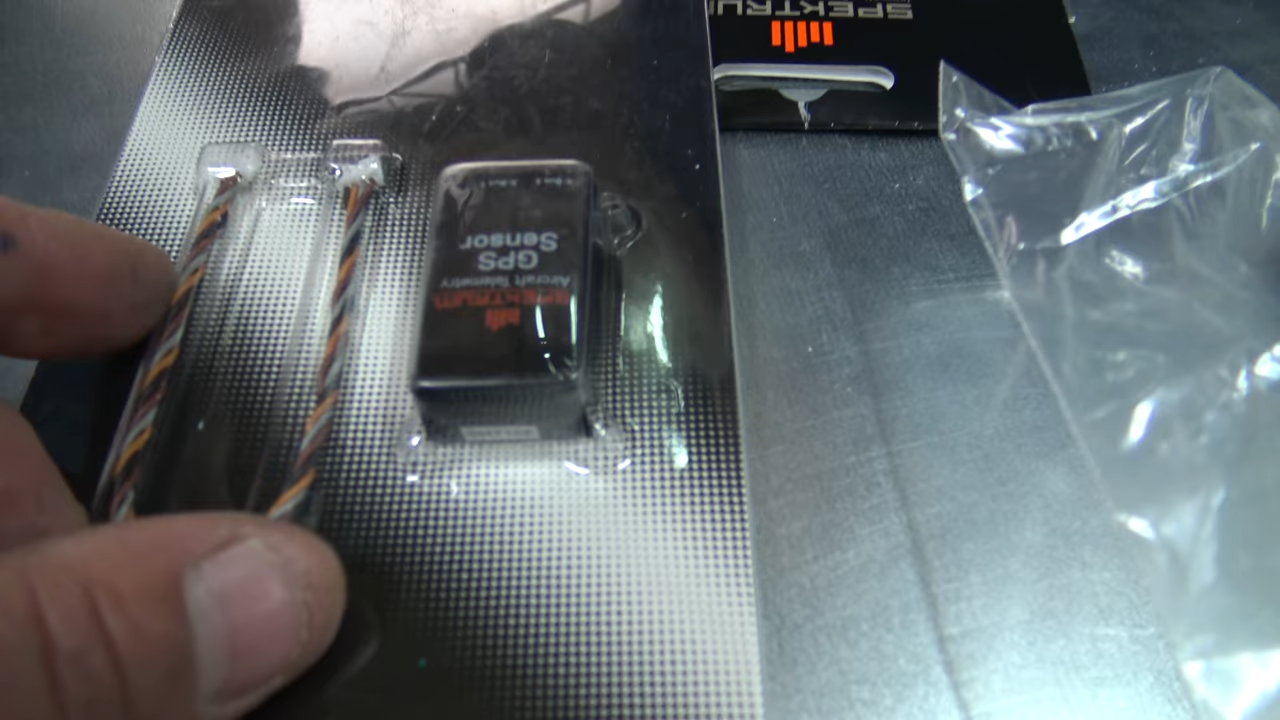 SPEKTRUM
SPEKTRUM
Aircraft Telemetry
GPS
Sensor